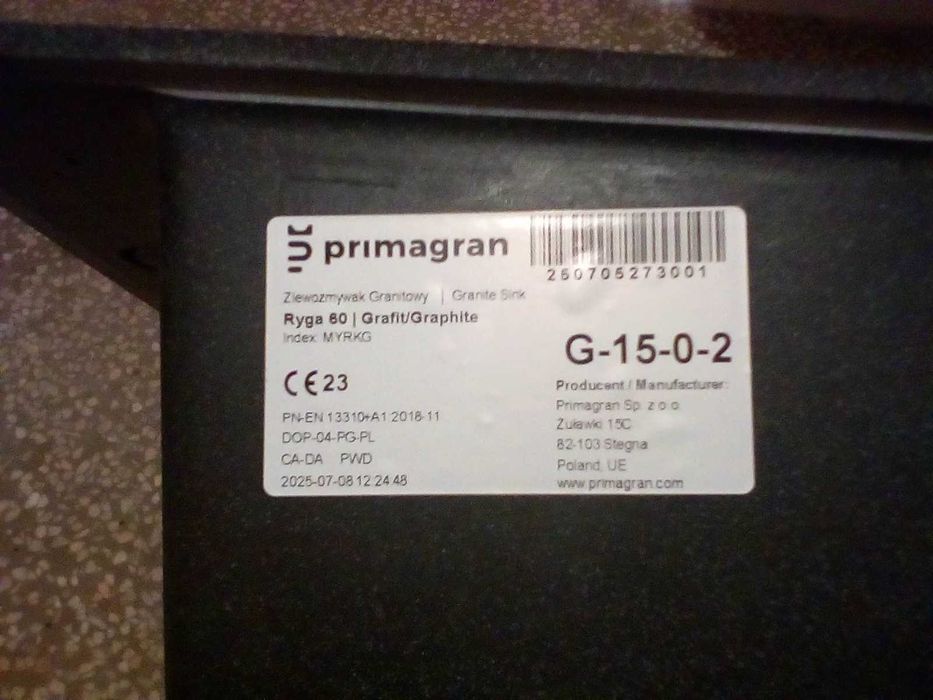 primagran
250705273001
Zlewozmywak Granitowy | Granite Sink
Ryga 60 | Grafit/Graphite
Index: MYRKG
G-15-0-2
CE 23
Producent / Manufacturer:
Primagran Sp. z o.o.
Żuławki 15C
82-103 Stegna
Poland, UE
www.primagran.com
PN-EN 13310+A1:2018-11
DOP-04-PG-PL
CA-DA PWD
2025-07-08 12:24:48